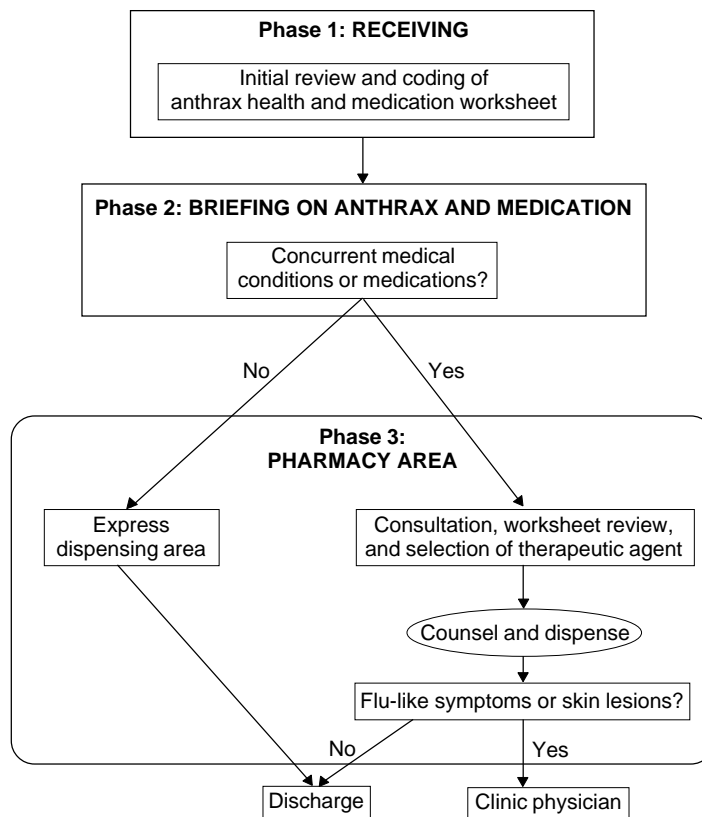 Phase 1: RECEIVING
Initial review and coding of
anthrax health and medication worksheet
Phase 2: BRIEFING ON ANTHRAX AND MEDICATION
Concurrent medical
conditions or medications?
No
Yes
Phase 3:
PHARMACY AREA
Express
dispensing area
Consultation, worksheet review,
and selection of therapeutic agent
Counsel and dispense
Flu-like symptoms or skin lesions?
No
Yes
Discharge
Clinic physician